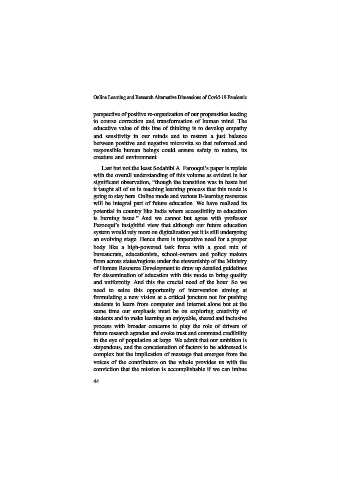 Online Learning and Research Alternative Dimensions of Covid-19 Pandemic
perspective of positive re-organization of our propensities leading
to course correction and transformation of human mind. The
educative value of this line of thinking is to develop empathy
and sensitivity in our minds and to restore a just balance
between positive and negative microvita so that reformed and
responsible human beings could assure safety to nature, its
creature and environment.
Last but not the least Sedabibi A. Farooqui's paper is replete
with the overall understanding of this volume as evident in her
significant observation, "though the transition was in haste but
it taught all of us in teaching learning process that this mode is
going to stay here. Online mode and various E-learning resources
will be integral part of future education. We have realized its
potential in country like India where accessibility to education
is burning issue." And we cannot but agree with professor
Farooqui's insightful view that although our future education
system would rely more on digitalization yet it is still undergoing
an evolving stage. Hence there is imperative need for a proper
body like a high-powered task force with a good mix of
bureaucrats, educationists, school-owners and policy makers
from across states/regions under the stewardship of the Ministry
of Human Resource Development to draw up detailed guidelines
for dissemination of education with this mode to bring quality
and uniformity. And this the crucial need of the hour. So we
need to seize this opportunity of intervention aiming at
formulating a new vision at a critical juncture not for pushing
students to learn from computer and internet alone but at the
same time our emphasis must be on exploring creativity of
students and to make learning an enjoyable, shared and inclusive
process with broader concerns to play the role of drivers of
future research agendas and evoke trust and command credibility
in the eye of population at large. We admit that our ambition is
stupendous, and the concatenation of factors to be addressed is
complex but the implication of message that emerges from the
voices of the contributors on the whole provides us with the
conviction that the mission is accomplishable if we can imbue